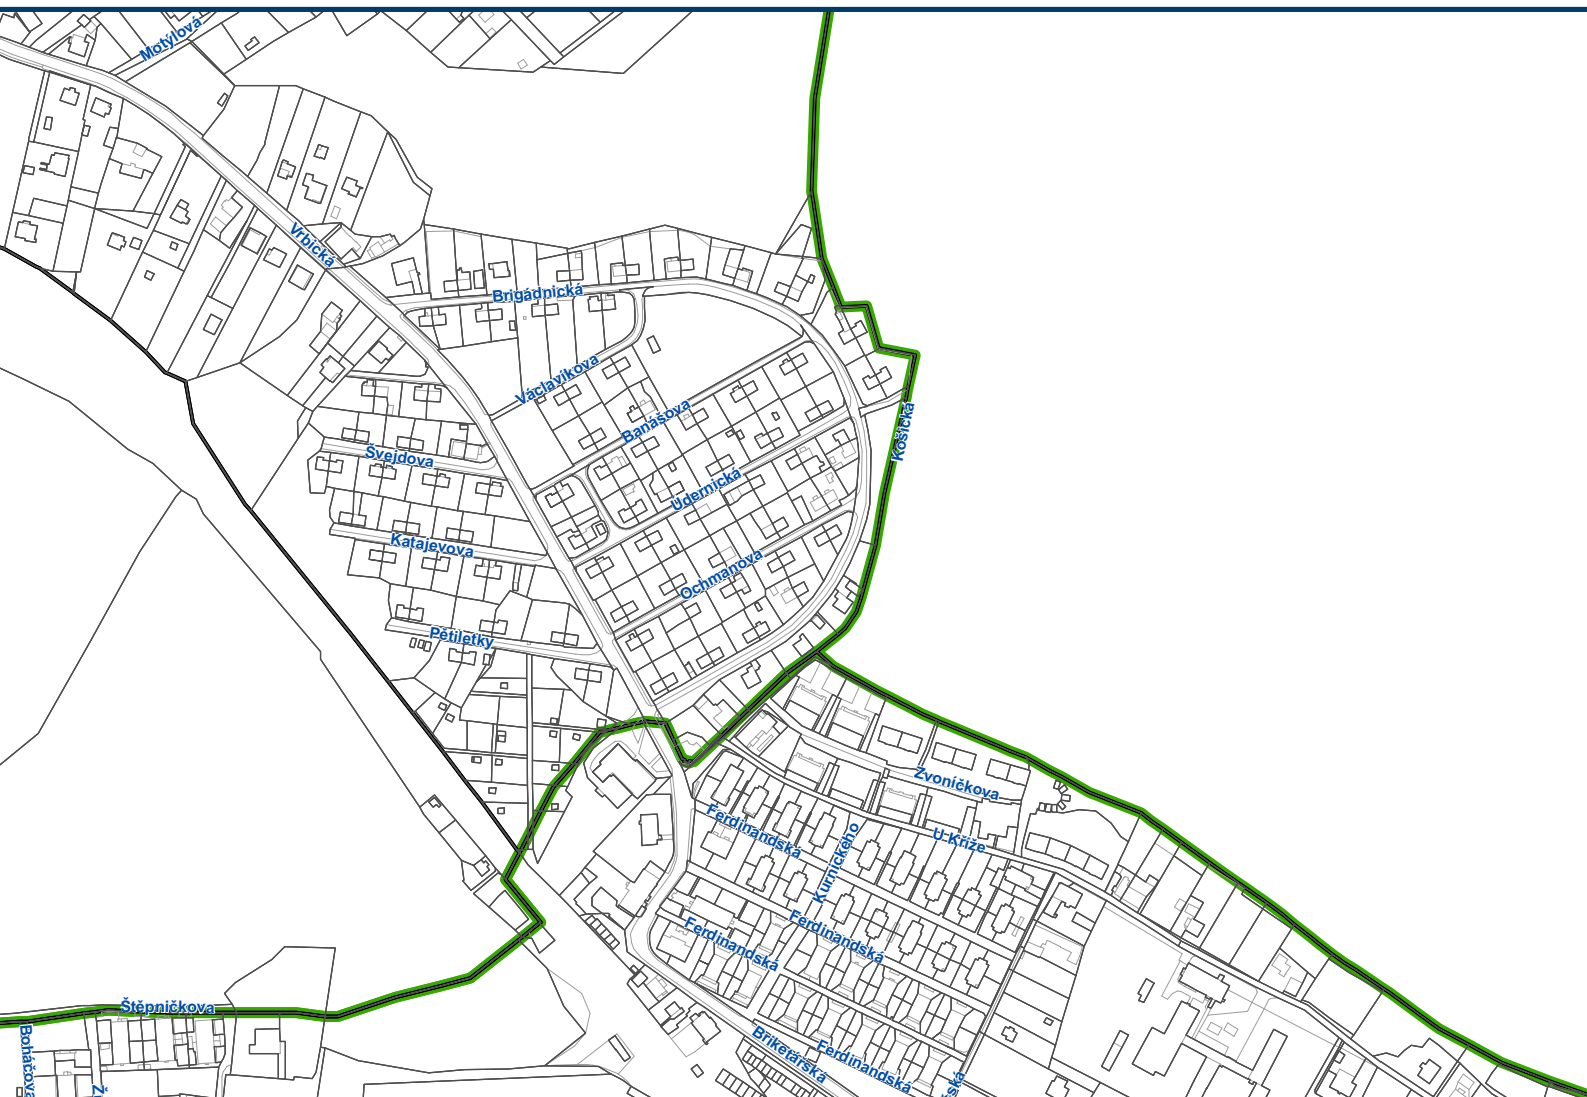 Motýlová
Vrbická
Brigádnická
Václavíkova
Banášova
Košická
Švejdova
Údernická
Katajevova
Ochmanova
Pětiletky
Zvoníčkova
Ferdinandská
U Kříže
Kurnického
Ferdinandská
Ferdinandská
Štěpničkova
Briketářská
Ferdinandská